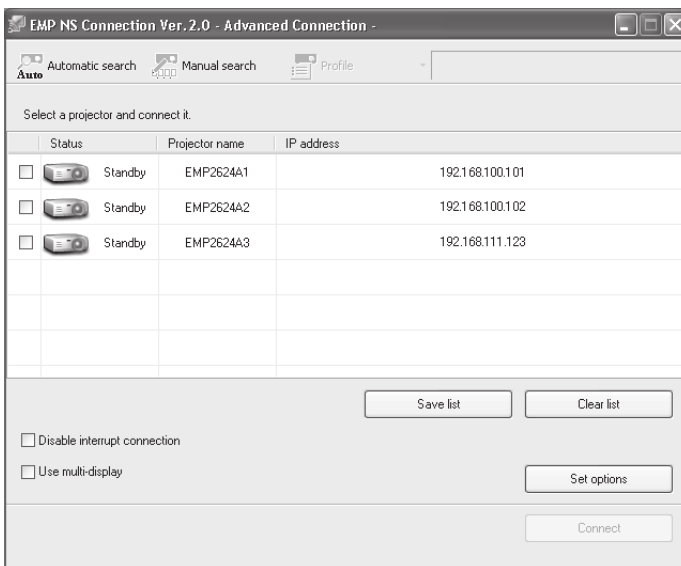 EMP NS Connection Ver.2.0 - Advanced Connection -
Auto Automatic search Manual search Profile
Select a projector and connect it.
Status Projector name IP address
Standby EMP2624A1 192.168.100.101
Standby EMP2624A2 192.168.100.102
Standby EMP2624A3 192.168.111.123
Save list Clear list
Disable interrupt connection
Use multi-display
Set options
Connect